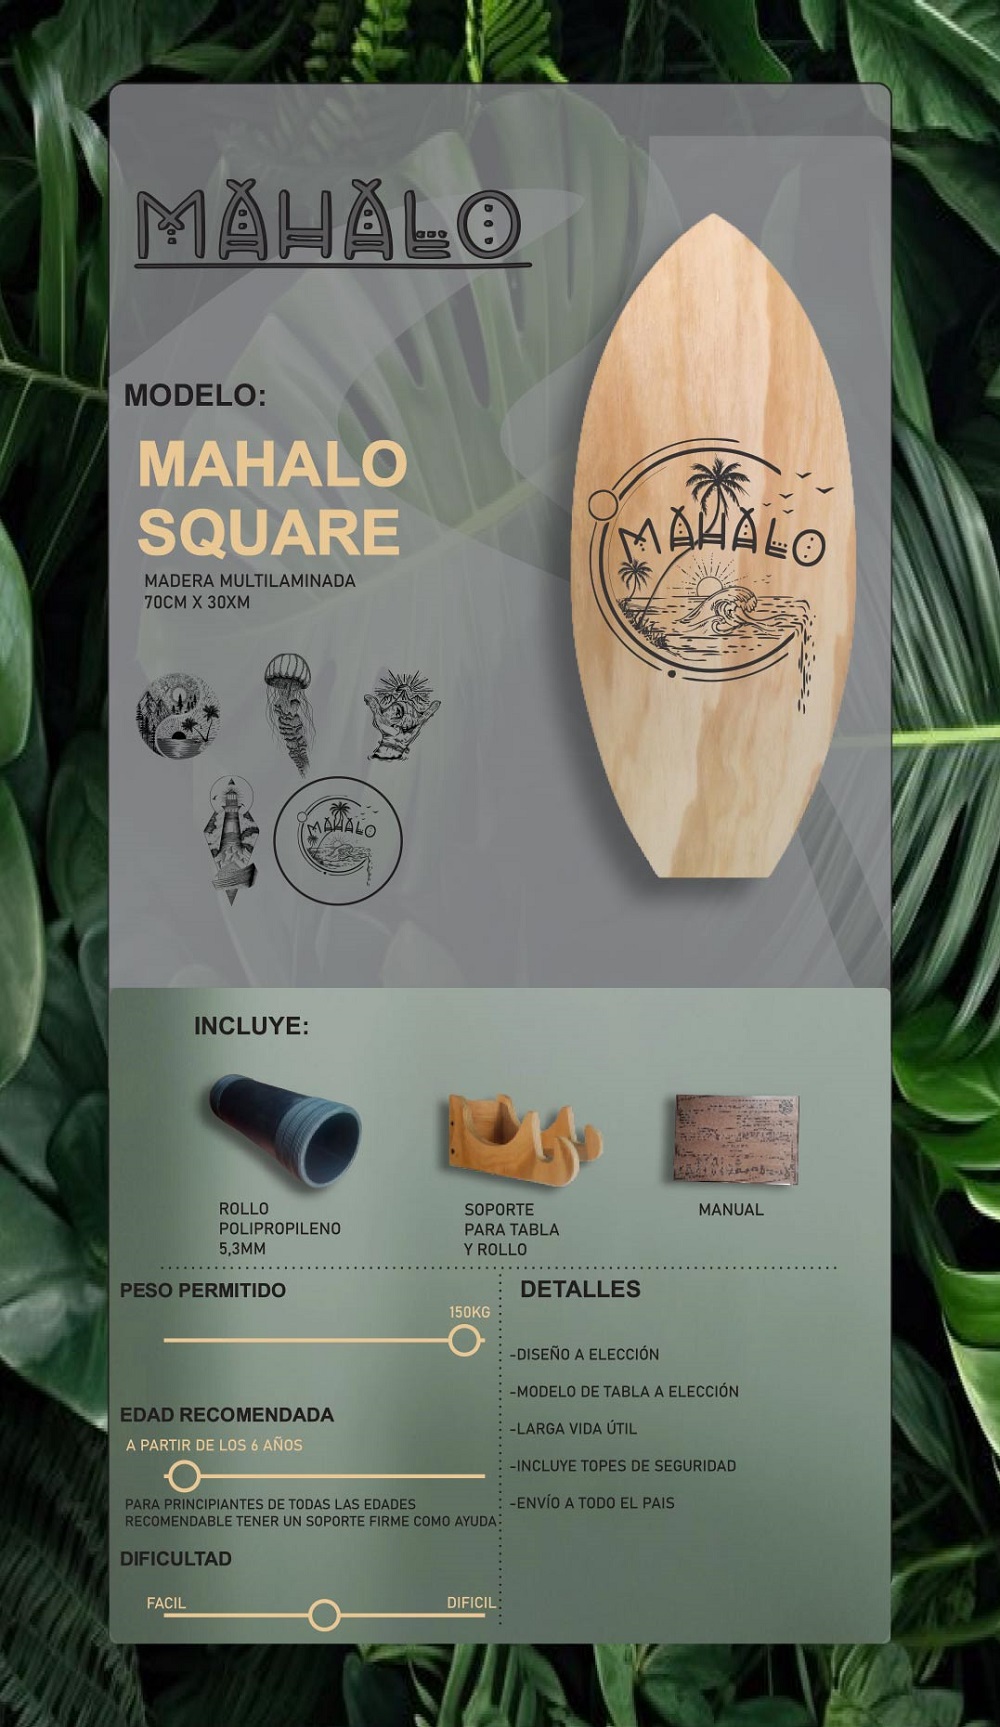 MAHALO
MODELO:
MAHALO
SQUARE
MADERA MULTILAMINADA
70CM X 30XM
MAHALO
MAHALO
INCLUYE:
ROLLO
POLIPROPILENO
5,3MM
SOPORTE
PARA TABLA
Y ROLLO
MANUAL
PESO PERMITIDO
150KG
EDAD RECOMENDADA
A PARTIR DE LOS 6 AÑOS
PARA PRINCIPIANTES DE TODAS LAS EDADES
RECOMENDABLE TENER UN SOPORTE FIRME COMO AYUDA
DIFICULTAD
FACIL
DIFICIL
DETALLES
-DISEÑO A ELECCIÓN
-MODELO DE TABLA A ELECCIÓN
-LARGA VIDA ÚTIL
-INCLUYE TOPES DE SEGURIDAD
-ENVÍO A TODO EL PAIS